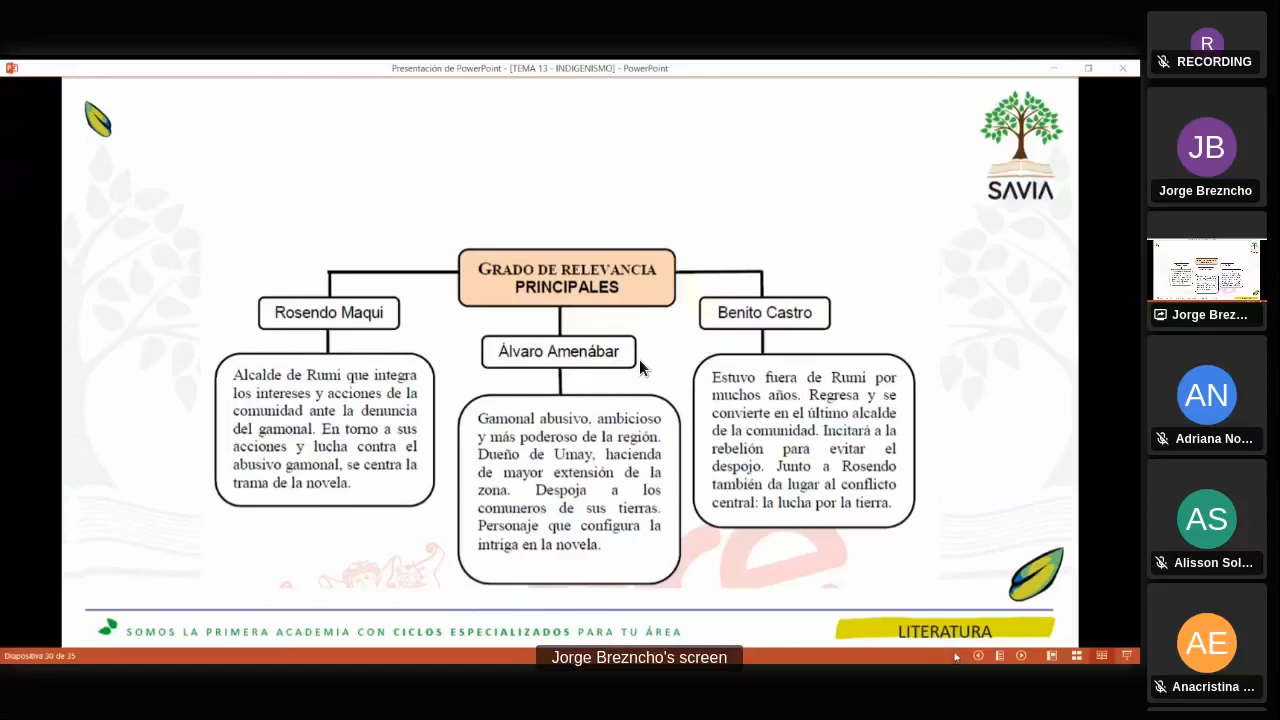 Presentación de PowerPoint - [TEMA 13 - INDIGENISMO] - PowerPoint
SAVIA
GRADO DE RELEVANCIA
PRINCIPALES
Rosendo Maqui
Alcalde de Rumi que integra
los intereses y acciones de la
comunidad ante la denuncia
del gamonal. En torno a sus
acciones y lucha contra el
abusivo gamonal, se centra la
trama de la novela.
Álvaro Amenábar
Gamonal abusivo, ambicioso
y más poderoso de la región.
Dueño de Umay, hacienda
de mayor extensión de la
zona. Despoja a los
comuneros de sus tierras.
Personaje que configura la
intriga en la novela.
Benito Castro
Estuvo fuera de Rumi por
muchos años. Regresa y se
convierte en el último alcalde
de la comunidad. Incitará a la
rebelión para evitar el
despojo. Junto a Rosendo
también da lugar al conflicto
central: la lucha por la tierra.
SOMOS LA PRIMERA ACADEMIA CON CICLOS ESPECIALIZADOS PARA TU ÁREA
LITERATURA
Diapositiva 30 de 35
Jorge Brezncho's screen
R
RECORDING
JB
Jorge Brezncho
Jorge Brez...
AN
Adriana No...
AS
Alisson Sol...
AE
Anacristina ...